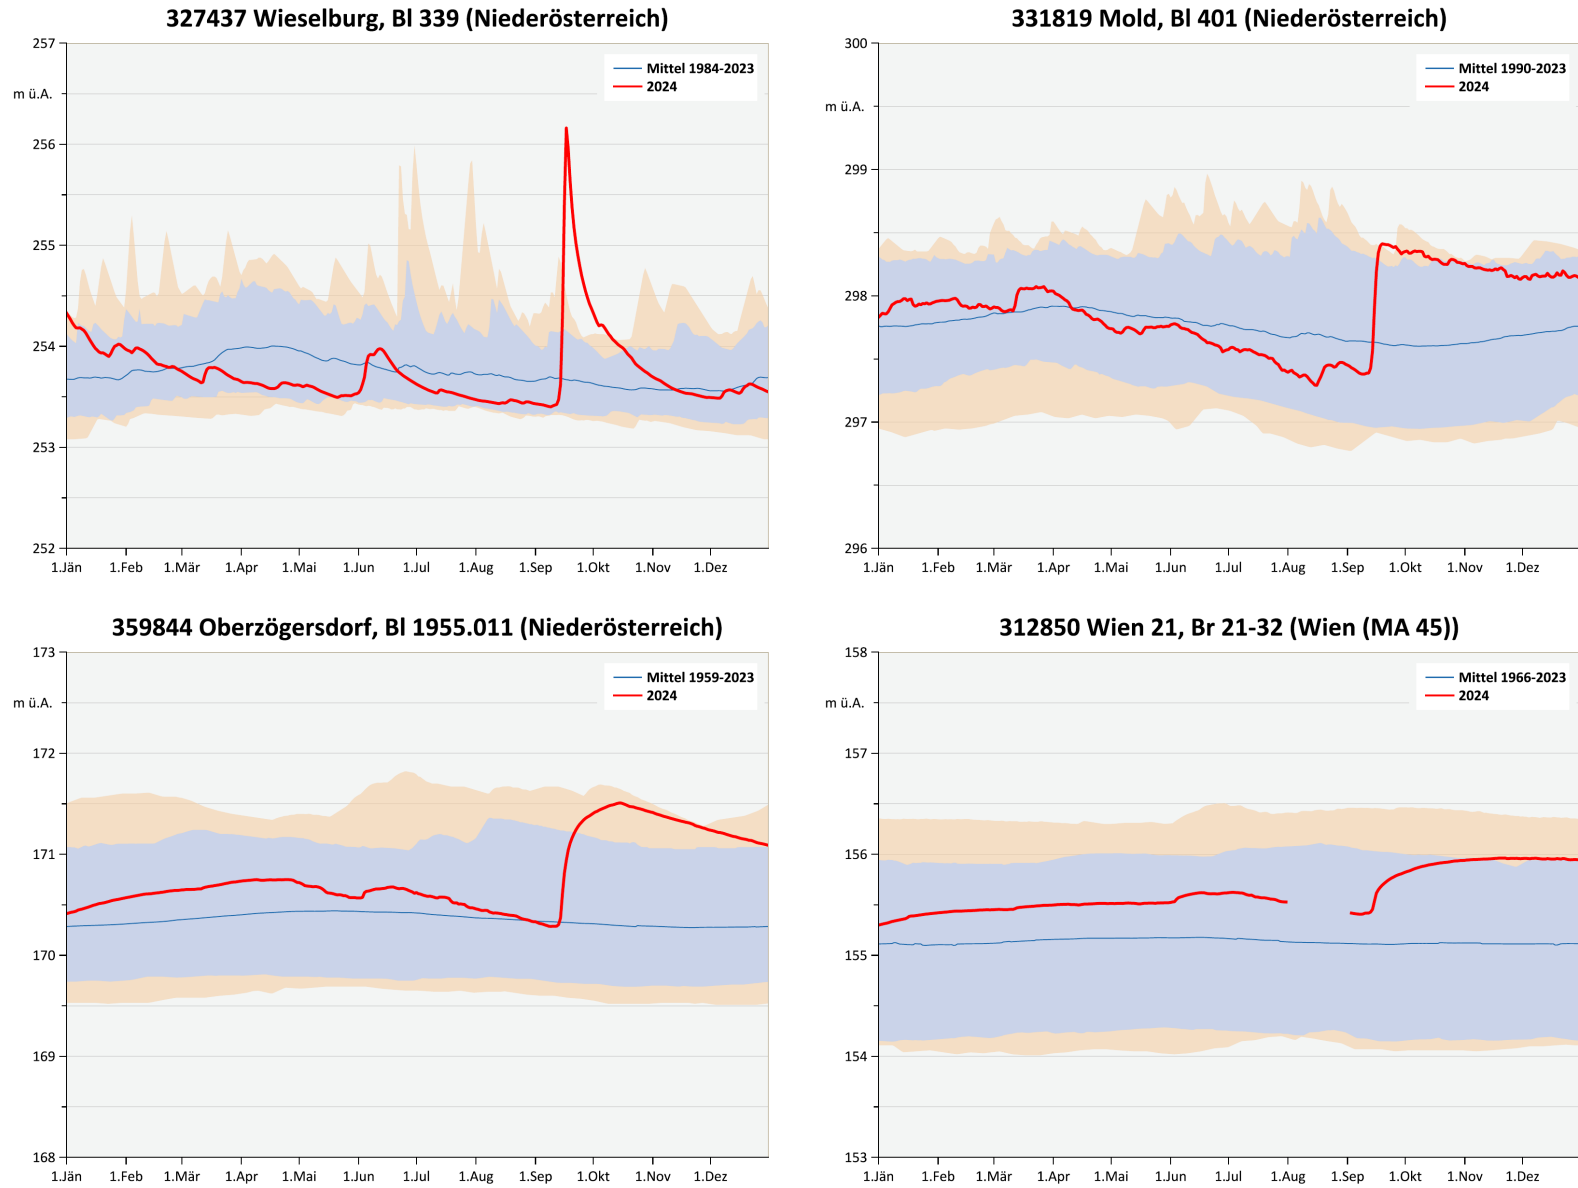 327437 Wieselburg, Bl 339 (Niederösterreich)
257
m ü.A.
256
255
254
253
252
Mittel 1984-2023
2024
1.Jän 1.Feb 1.Mär 1.Apr 1.Mai 1.Jun 1.Jul 1.Aug 1.Sep 1.Okt 1.Nov 1.Dez
331819 Mold, Bl 401 (Niederösterreich)
300
m ü.A.
299
298
297
296
Mittel 1990-2023
2024
1.Jän 1.Feb 1.Mär 1.Apr 1.Mai 1.Jun 1.Jul 1.Aug 1.Sep 1.Okt 1.Nov 1.Dez
359844 Oberzögersdorf, Bl 1955.011 (Niederösterreich)
173
m ü.A.
172
171
170
169
168
Mittel 1959-2023
2024
1.Jän 1.Feb 1.Mär 1.Apr 1.Mai 1.Jun 1.Jul 1.Aug 1.Sep 1.Okt 1.Nov 1.Dez
312850 Wien 21, Br 21-32 (Wien (MA 45))
158
m ü.A.
157
156
155
154
153
Mittel 1966-2023
2024
1.Jän 1.Feb 1.Mär 1.Apr 1.Mai 1.Jun 1.Jul 1.Aug 1.Sep 1.Okt 1.Nov 1.Dez